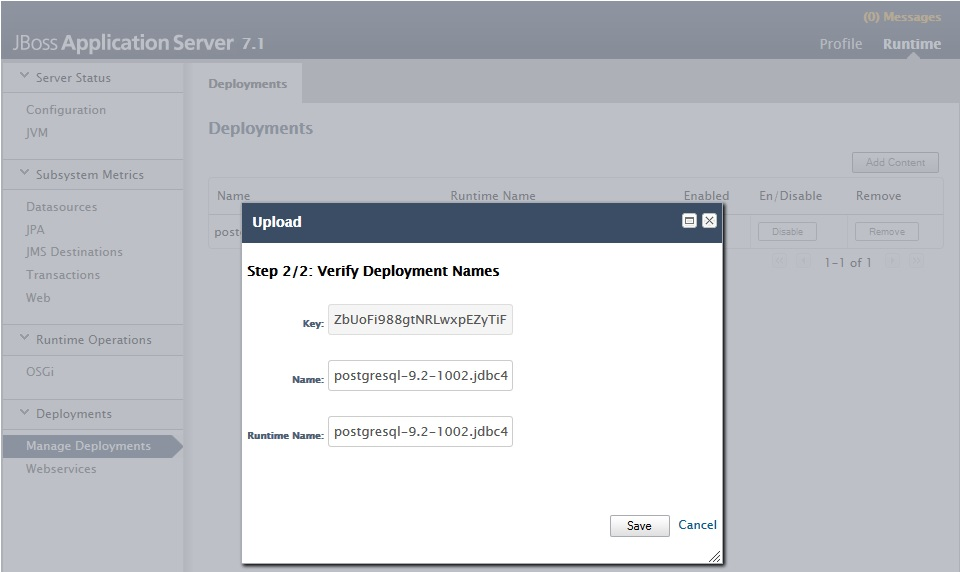 (0) Messages
JBoss Application Server 7.1
Profile Runtime
Server Status
Configuration
JVM
Subsystem Metrics
Datasources
JPA
JMS Destinations
Transactions
Web
Runtime Operations
OSGi
Deployments
Manage Deployments
Webservices
Deployments
Deployments
Add Content
Name Runtime Name Enabled En/Disable Remove
postg Disable Remove
1-1 of 1
Upload
Step 2/2: Verify Deployment Names
Key: ZbUoFi988gtNRLwxpEZyTiF
Name: postgresql-9.2-1002.jdbc4
Runtime Name: postgresql-9.2-1002.jdbc4
Save Cancel